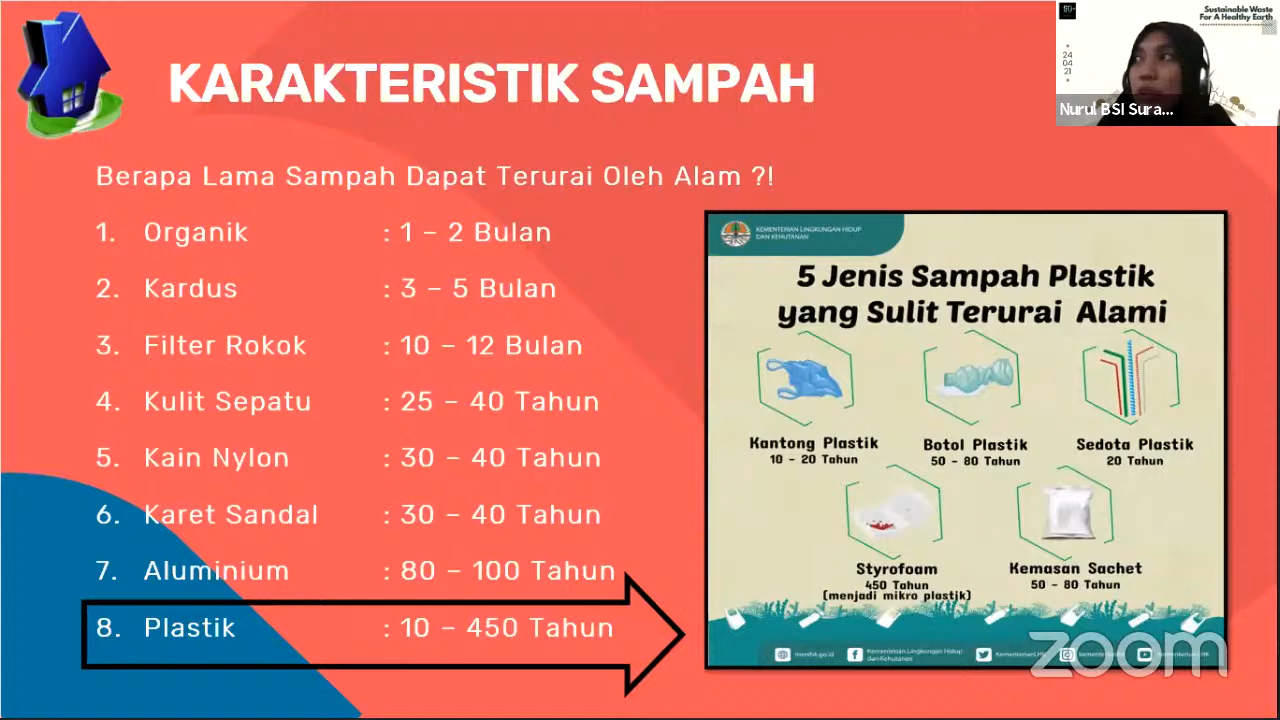 KARAKTERISTIK SAMPAH
Sustainable Waste
For A Healthy Earth
24
04
21
Nurul BSI Sura...
Berapa Lama Sampah Dapat Terurai Oleh Alam ?!
1. Organik : 1 – 2 Bulan
2. Kardus : 3 – 5 Bulan
3. Filter Rokok : 10 – 12 Bulan
4. Kulit Sepatu : 25 – 40 Tahun
5. Kain Nylon : 30 – 40 Tahun
6. Karet Sandal : 30 – 40 Tahun
7. Aluminium : 80 – 100 Tahun
8. Plastik : 10 – 450 Tahun
KEMENTERIAN LINGKUNGAN HIDUP
DAN KEHUTANAN
5 Jenis Sampah Plastik
yang Sulit Terurai Alami
Kantong Plastik
10 - 20 Tahun
Botol Plastik
50 - 80 Tahun
Sedota Plastik
20 Tahun
Styrofoam
450 Tahun
(menjadi mikro plastik)
Kemasan Sachet
50 - 80 Tahun
Kementerian Lingkungan Hidup
dan Kehutanan
zoom